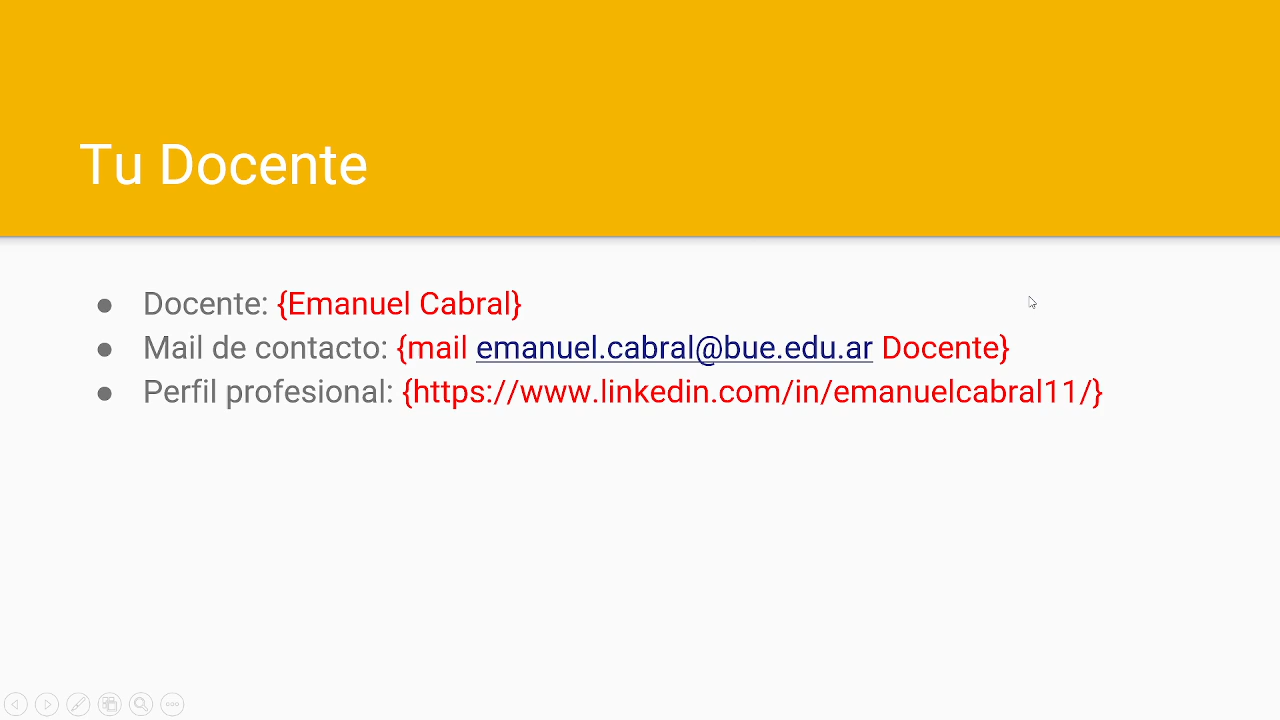 Tu Docente
● Docente: {Emanuel Cabral}
● Mail de contacto: {mail emanuel.cabral@bue.edu.ar Docente}
● Perfil profesional: {https://www.linkedin.com/in/emanuelcabral11/}